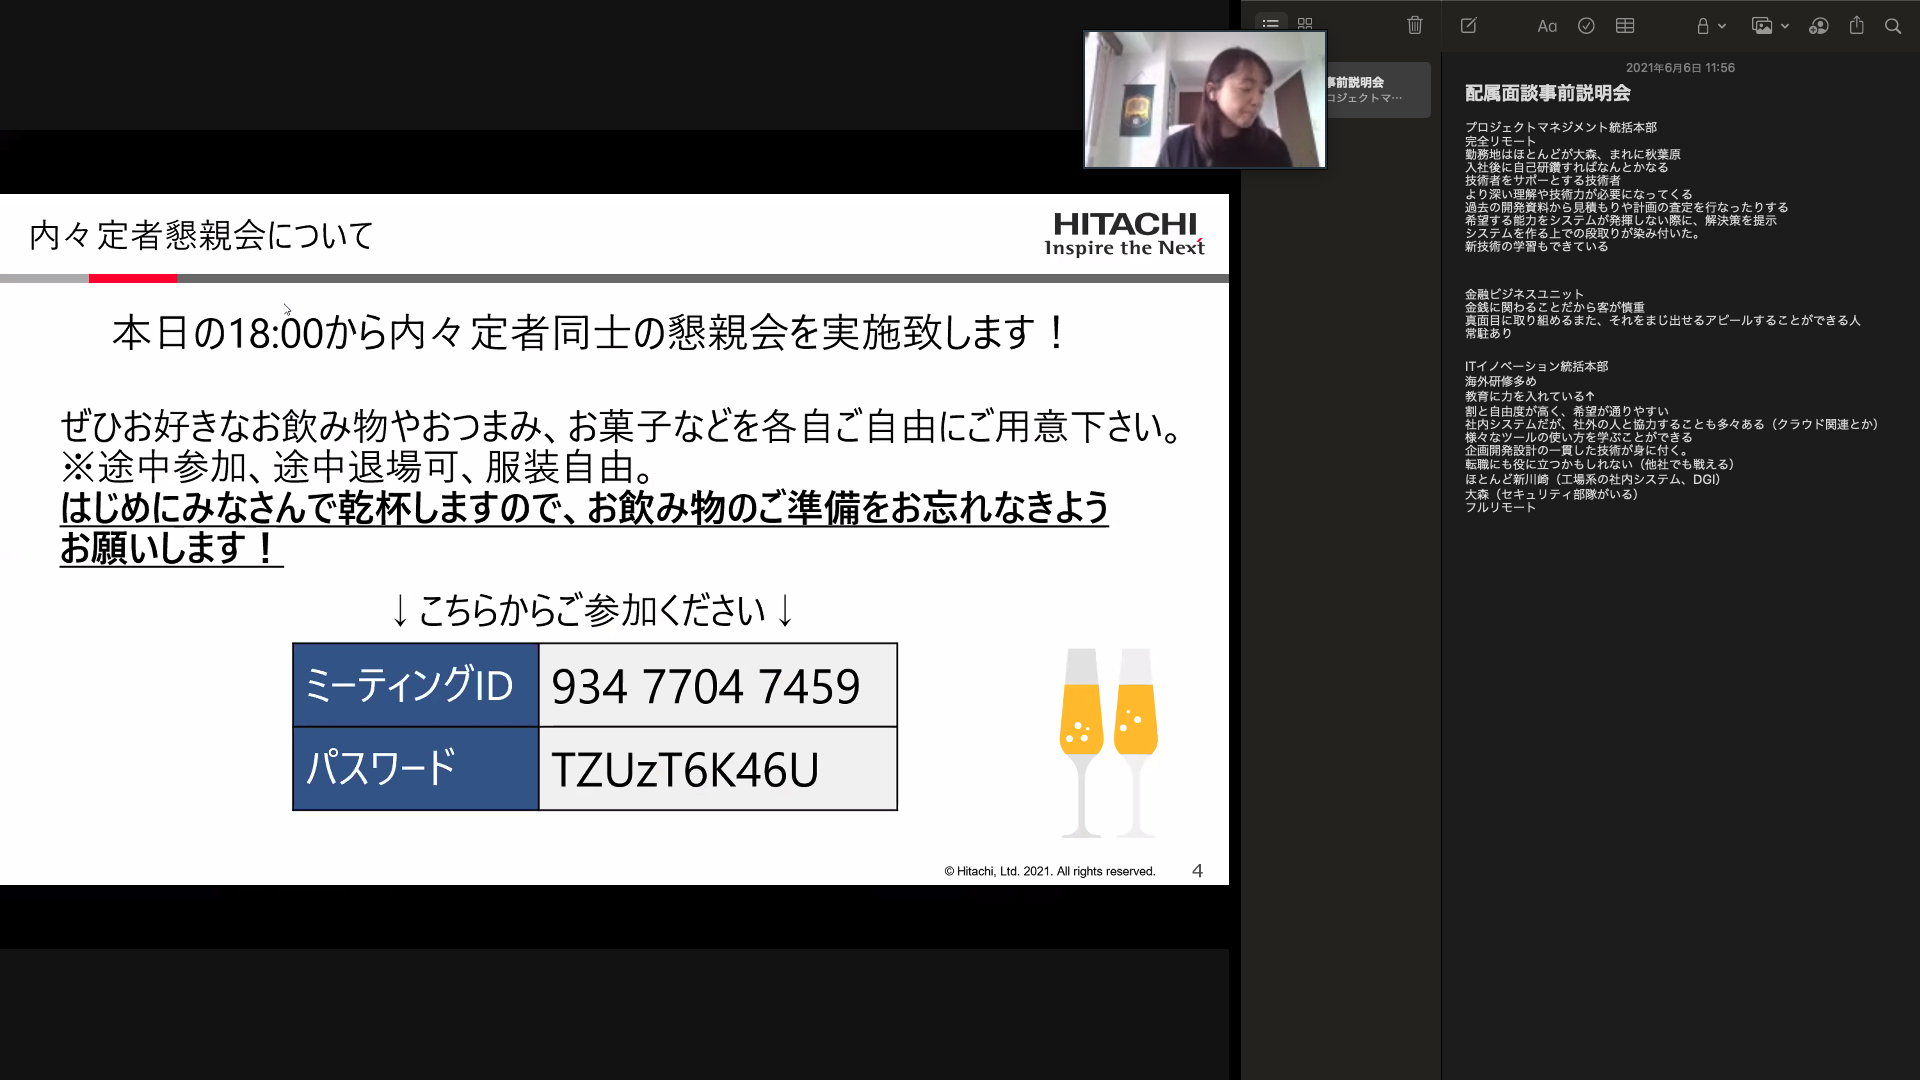 内々定者懇親会について
HITACHI
Inspire the Next
本日の18:00から内々定者同士の懇親会を実施致します！
ぜひお好きなお飲み物やおつまみ、お菓子などを各自ご自由にご用意下さい。
※途中参加、途中退場可、服装自由。
はじめにみなさんで乾杯しますので、お飲み物のご準備をお忘れなきよう
お願いします！
↓こちらからご参加ください↓
ミーティングID 934 7704 7459
パスワード TZUzT6K46U
© Hitachi, Ltd. 2021. All rights reserved. 4
事前説明会
ロジェクトマ…
Aa
2021年6月6日 11:56
配属面談事前説明会
プロジェクトマネジメント統括本部
完全リモート
勤務地はほとんどが大森、まれに秋葉原
入社後に自己研鑽すればなんとかなる
技術者をサポーとする技術者
より深い理解や技術力が必要になってくる
過去の開発資料から見積もりや計画の査定を行なったりする
希望する能力をシステムが発揮しない際に、解決策を提示
システムを作る上での段取りが染み付いた。
新技術の学習もできている
金融ビジネスユニット
金銭に関わることだから客が慎重
真面目に取り組めるまた、それをまじ出せるアピールすることができる人
常駐あり
ITイノベーション統括本部
海外研修多め
教育に力を入れている↑
割と自由度が高く、希望が通りやすい
社内システムだが、社外の人と協力することも多々ある（クラウド関連とか）
様々なツールの使い方を学ぶことができる
企画開発設計の一貫した技術が身に付く。
転職にも役に立つかもしれない（他社でも戦える）
ほとんど新川崎（工場系の社内システム、DGI）
大森（セキュリティ部隊がいる）
フルリモート